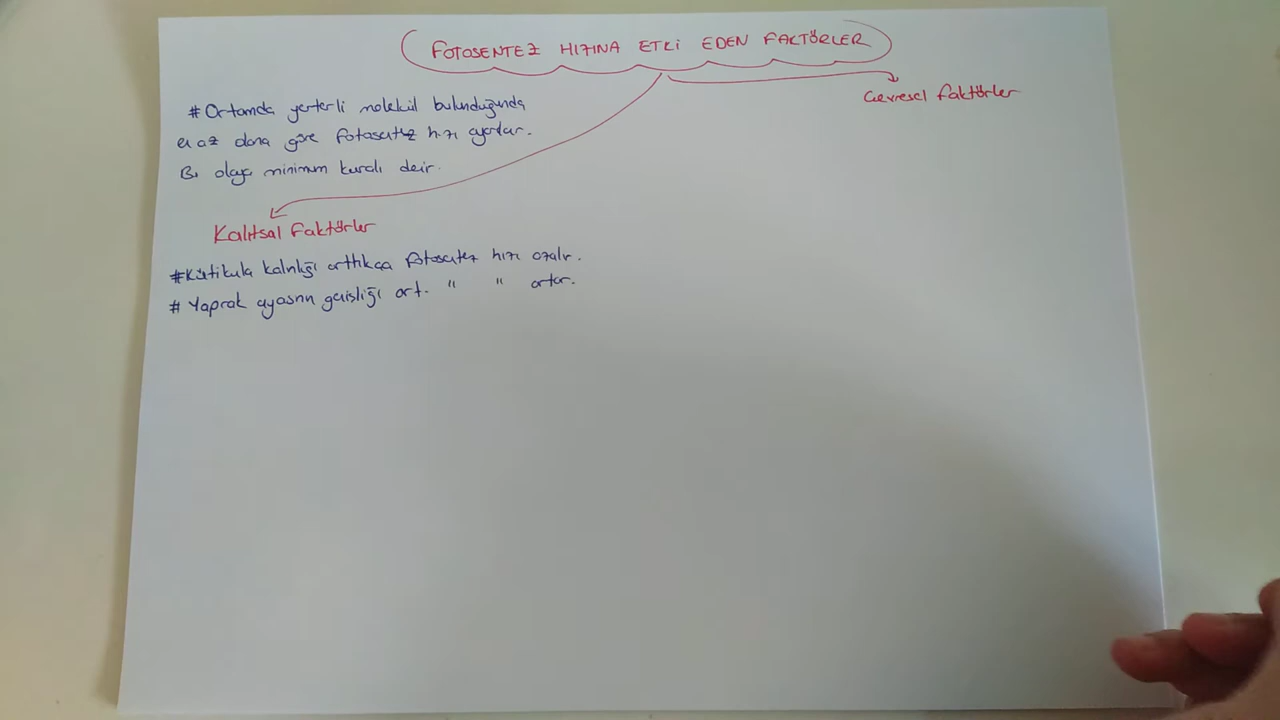 FOTOSENTEZ HIZINA ETKİ EDEN FAKTÖRLER
Çevresel Faktörler
# Ortamda yeterli molekül bulunduğunda
en az olana göre fotosentez hızı ayarlar.
Bu olaya minimum kuralı denir.
Kalıtsal Faktörler
# Kütikula kalınlığı arttıkça fotosentez hızı azalır.
# Yaprak ayasının genişliği art. " " artar.